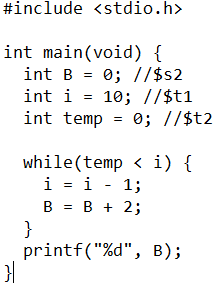 #include <stdio.h>

int main(void) {
  int B = 0; //$s2
  int i = 10; //$t1
  int temp = 0; //$t2

  while(temp < i) {
    i = i - 1;
    B = B + 2;
  }
  printf("%d", B);
}